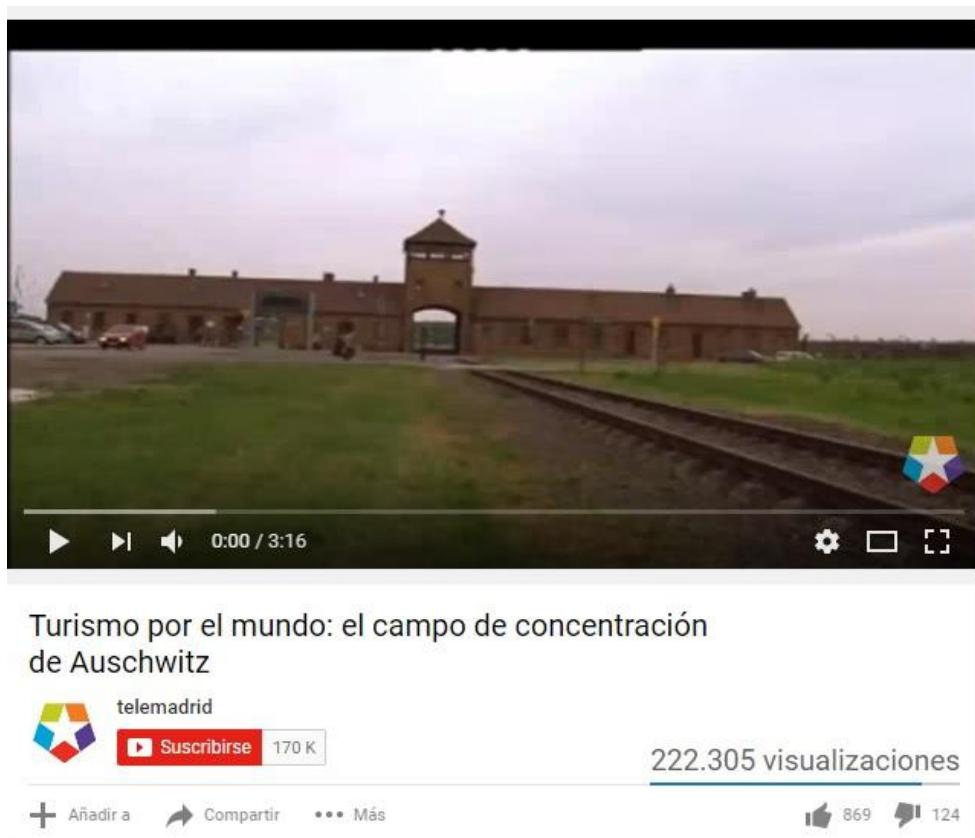 0:00 / 3:16
Turismo por el mundo: el campo de concentración
de Auschwitz
telemadrid
Suscribirse 170 K
222.305 visualizaciones
Añadir a Compartir Más 869 124